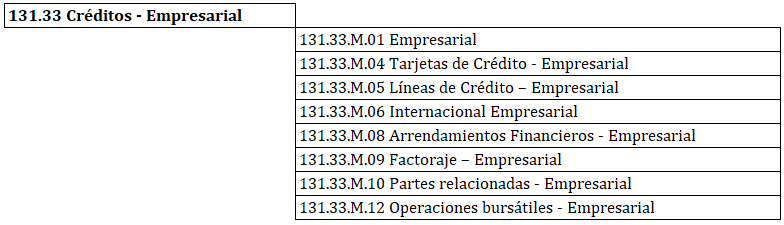 131.33 Créditos - Empresarial
131.33.M.01 Empresarial
131.33.M.04 Tarjetas de Crédito - Empresarial
131.33.M.05 Líneas de Crédito – Empresarial
131.33.M.06 Internacional Empresarial
131.33.M.08 Arrendamientos Financieros - Empresarial
131.33.M.09 Factoraje – Empresarial
131.33.M.10 Partes relacionadas - Empresarial
131.33.M.12 Operaciones bursátiles - Empresarial